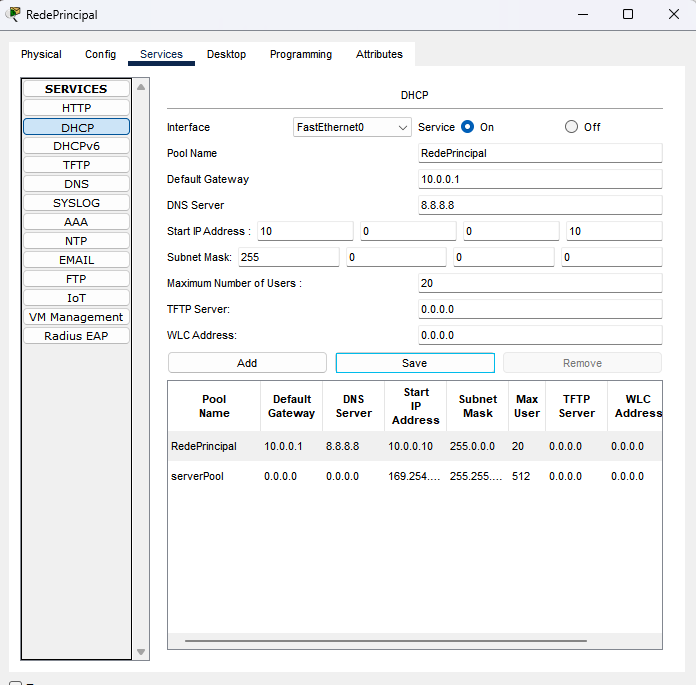 RedePrincipal
Physical Config Services Desktop Programming Attributes
SERVICES
HTTP
DHCP
DHCPv6
TFTP
DNS
SYSLOG
AAA
NTP
EMAIL
FTP
IoT
VM Management
Radius EAP
DHCP
Interface FastEthernet0 Service On Off
Pool Name RedePrincipal
Default Gateway 10.0.0.1
DNS Server 8.8.8.8
Start IP Address : 10 0 0 10
Subnet Mask: 255 0 0 0
Maximum Number of Users : 20
TFTP Server: 0.0.0.0
WLC Address: 0.0.0.0
Add Save Remove
Pool Name Default Gateway DNS Server Start IP Address Subnet Mask Max User TFTP Server WLC Address
RedePrincipal 10.0.0.1 8.8.8.8 10.0.0.10 255.0.0.0 20 0.0.0.0 0.0.0.0
serverPool 0.0.0.0 0.0.0.0 169.254.... 255.255.... 512 0.0.0.0 0.0.0.0